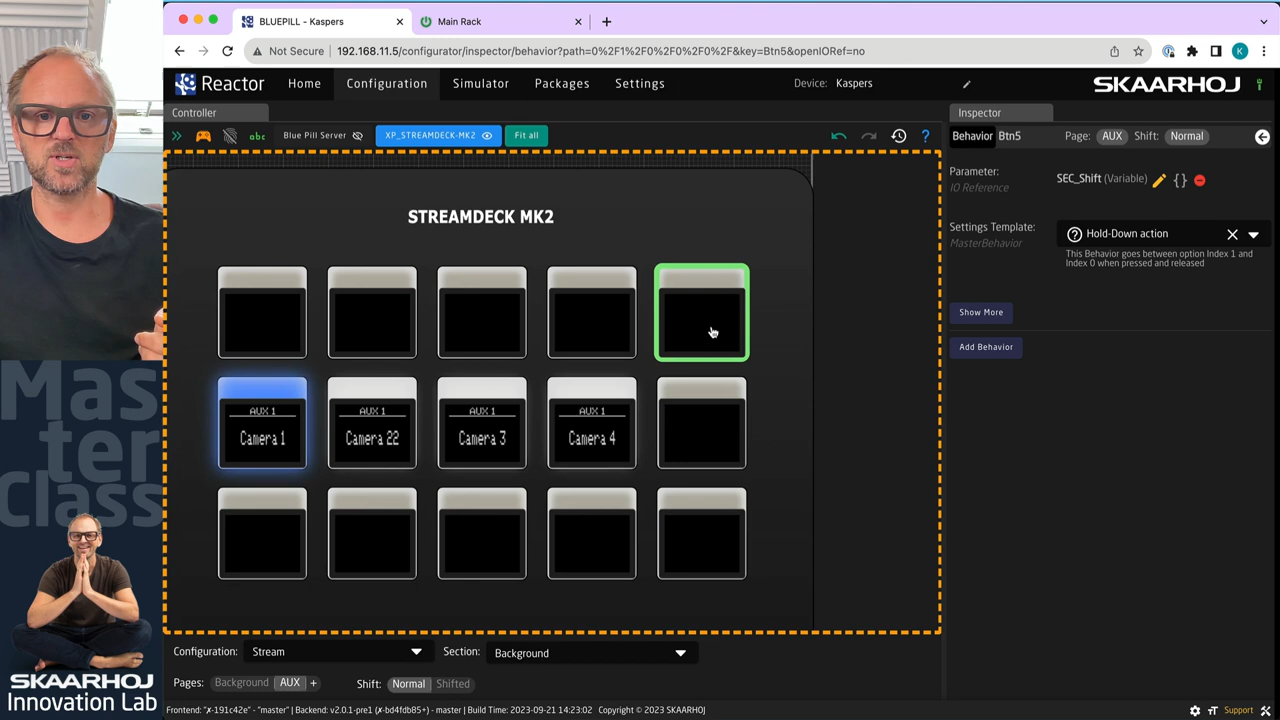 BLUEPILL - Kaspers
Main Rack
Not Secure
192.168.11.5/configurator/inspector/behavior?path=0%2F1%2F0%2F0%2F0%2F&key=Btn5&openIORef=no
K
Reactor
Home
Configuration
Simulator
Packages
Settings
Device: Kaspers
SKAARHOJ
Controller
abc
Blue Pill Server
XP_STREAMDECK-MK2
Fit all
?
Inspector
Behavior Btn5
Page: AUX Shift: Normal
Parameter:
IO Reference
SEC_Shift (Variable)
{}
Settings Template:
MasterBehavior
? Hold-Down action
This Behavior goes between option Index 1 and
Index 0 when pressed and released
Show More
Add Behavior
STREAMDECK MK2
AUX 1
Camera 1
AUX 1
Camera 22
AUX 1
Camera 3
AUX 1
Camera 4
Configuration: Stream
Section: Background
Pages: Background AUX +
Shift: Normal Shifted
Frontend: "✗-191c42e" - "master" | Backend: v2.0.1-pre1 (✗-bd4fdb85+) - master | Build Time: 2023-09-21 14:23:02 Copyright © 2023 SKAARHOJ
Support
Mas
ter
Class
SKAARHOJ
Innovation Lab